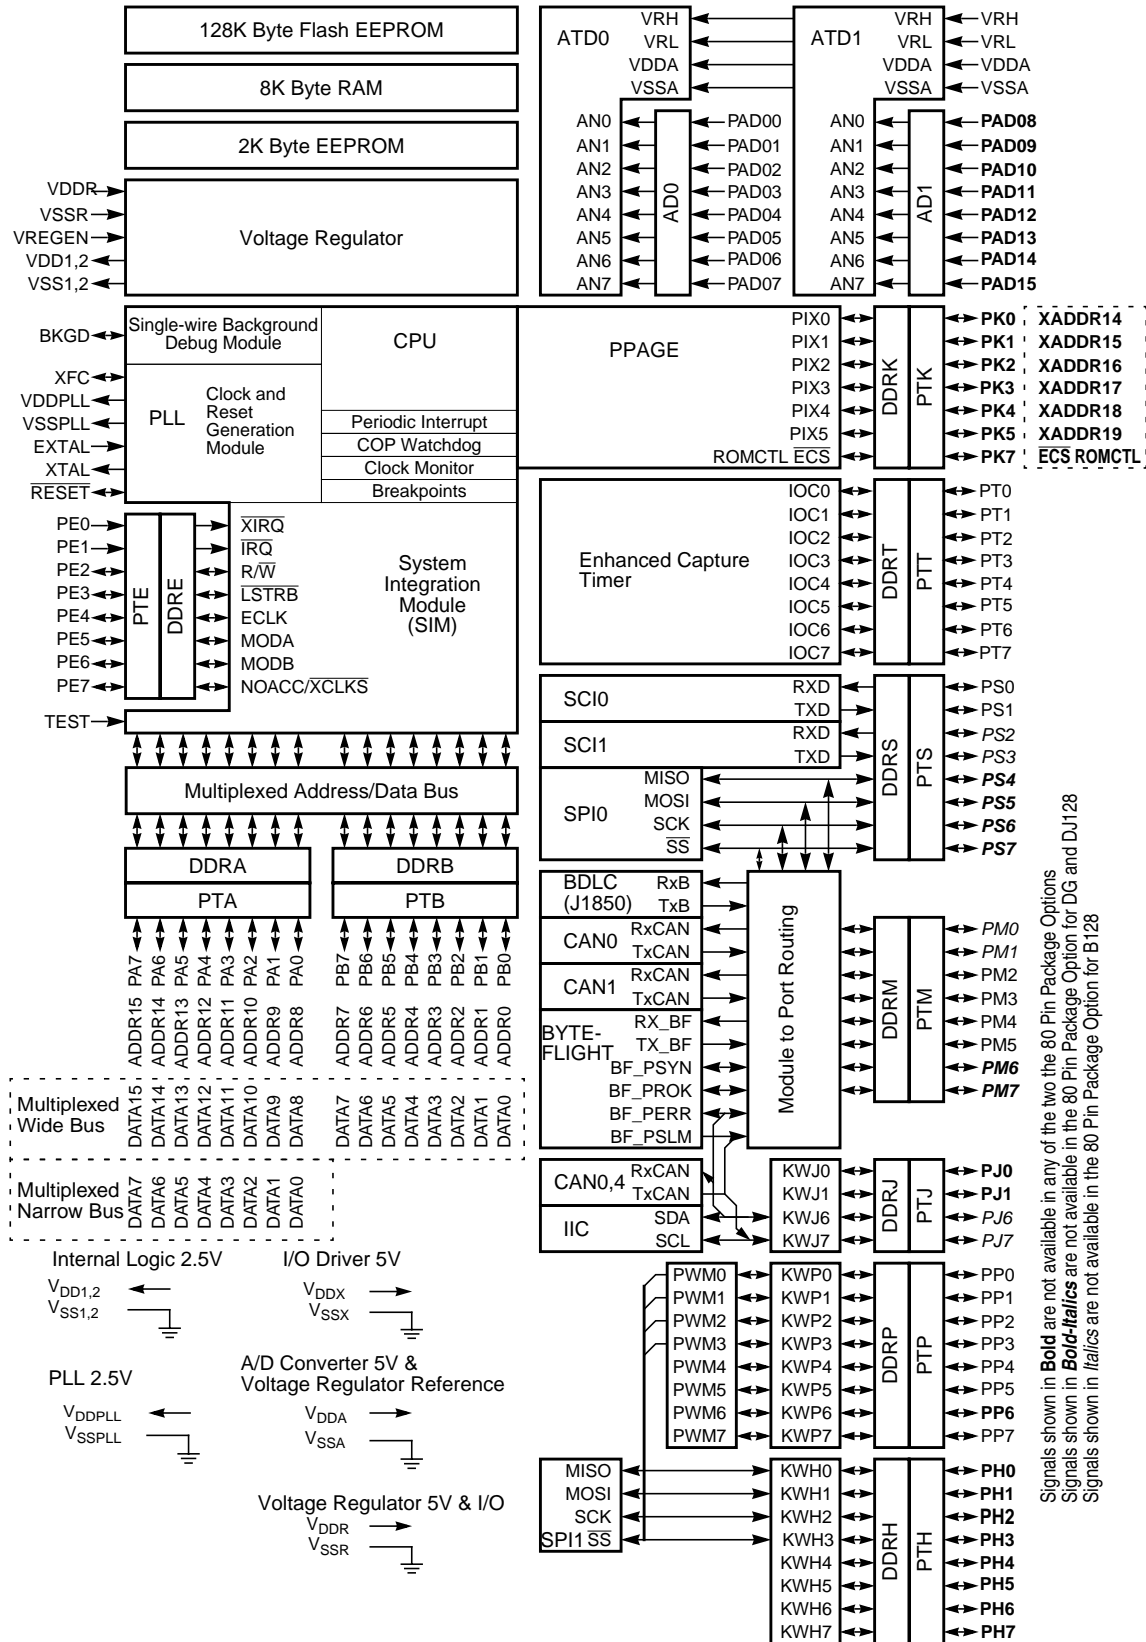 128K Byte Flash EEPROM
8K Byte RAM
2K Byte EEPROM
VDDR
VSSR
VREGEN
VDD1,2
VSS1,2
Voltage Regulator
ATD0
VRH
VRL
VDDA
VSSA
AN0
AN1
AN2
AN3
AN4
AN5
AN6
AN7
AD0
PAD00
PAD01
PAD02
PAD03
PAD04
PAD05
PAD06
PAD07
ATD1
VRH
VRL
VDDA
VSSA
AN0
AN1
AN2
AN3
AN4
AN5
AN6
AN7
AD1
VRH
VRL
VDDA
VSSA
PAD08
PAD09
PAD10
PAD11
PAD12
PAD13
PAD14
PAD15
BKGD
XFC
VDDPLL
VSSPLL
EXTAL
XTAL
RESET
Single-wire Background
Debug Module
CPU
PLL
Clock and
Reset
Generation
Module
Periodic Interrupt
COP Watchdog
Clock Monitor
Breakpoints
PPAGE
PIX0
PIX1
PIX2
PIX3
PIX4
PIX5
ROMCTL ECS
DDRK
PTK
PK0 XADDR14
PK1 XADDR15
PK2 XADDR16
PK3 XADDR17
PK4 XADDR18
PK5 XADDR19
PK7 ECS ROMCTL
PE0
PE1
PE2
PE3
PE4
PE5
PE6
PE7
TEST
PTE
DDRE
XIRQ
IRQ
R/W
LSTRB
ECLK
MODA
MODB
NOACC/XCLKS
System
Integration
Module
(SIM)
Enhanced Capture
Timer
IOC0
IOC1
IOC2
IOC3
IOC4
IOC5
IOC6
IOC7
DDRT
PTT
PT0
PT1
PT2
PT3
PT4
PT5
PT6
PT7
SCI0
RXD
TXD
SCI1
RXD
TXD
SPI0
MISO
MOSI
SCK
SS
DDRS
PTS
PS0
PS1
PS2
PS3
PS4
PS5
PS6
PS7
Multiplexed Address/Data Bus
DDRA
PTA
DDRB
PTB
PA7
PA6
PA5
PA4
PA3
PA2
PA1
PA0
PB7
PB6
PB5
PB4
PB3
PB2
PB1
PB0
ADDR15
ADDR14
ADDR13
ADDR12
ADDR11
ADDR10
ADDR9
ADDR8
ADDR7
ADDR6
ADDR5
ADDR4
ADDR3
ADDR2
ADDR1
ADDR0
Multiplexed
Wide Bus
DATA15
DATA14
DATA13
DATA12
DATA11
DATA10
DATA9
DATA8
DATA7
DATA6
DATA5
DATA4
DATA3
DATA2
DATA1
DATA0
Multiplexed
Narrow Bus
DATA7
DATA6
DATA5
DATA4
DATA3
DATA2
DATA1
DATA0
BDLC
(J1850)
RxB
TxB
CAN0
RxCAN
TxCAN
CAN1
RxCAN
TxCAN
BYTE-
FLIGHT
RX_BF
TX_BF
BF_PSYN
BF_PROK
BF_PERR
BF_PSLM
Module to Port Routing
DDRM
PTM
PM0
PM1
PM2
PM3
PM4
PM5
PM6
PM7
CAN0,4
RxCAN
TxCAN
IIC
SDA
SCL
KWJ0
KWJ1
KWJ6
KWJ7
DDRJ
PTJ
PJ0
PJ1
PJ6
PJ7
PWM0
PWM1
PWM2
PWM3
PWM4
PWM5
PWM6
PWM7
KWP0
KWP1
KWP2
KWP3
KWP4
KWP5
KWP6
KWP7
DDRP
PTP
PP0
PP1
PP2
PP3
PP4
PP5
PP6
PP7
MISO
MOSI
SCK
SPI1 SS
KWH0
KWH1
KWH2
KWH3
KWH4
KWH5
KWH6
KWH7
DDRH
PTH
PH0
PH1
PH2
PH3
PH4
PH5
PH6
PH7
Internal Logic 2.5V
VDD1,2
VSS1,2
I/O Driver 5V
VDDX
VSSX
PLL 2.5V
VDDPLL
VSSPLL
A/D Converter 5V &
Voltage Regulator Reference
VDDA
VSSA
Voltage Regulator 5V & I/O
VDDR
VSSR
Signals shown in Bold are not available in any of the two the 80 Pin Package Options
Signals shown in Bold-Italics are not available in the 80 Pin Package Option for DG and DJ128
Signals shown in Italics are not available in the 80 Pin Package Option for B128